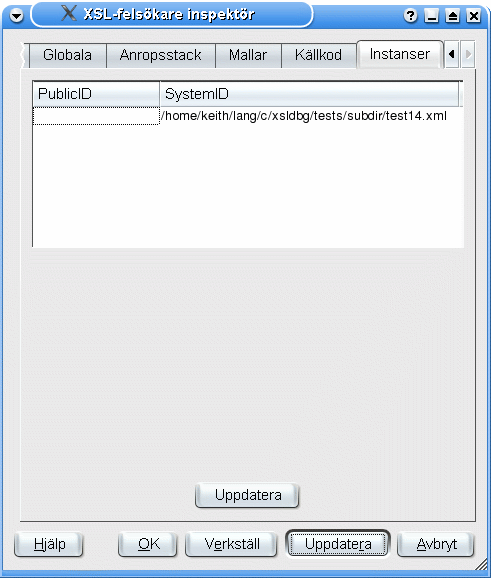 XSL-felsökare inspektör
Globala Anropsstack Mallar Källkod Instanser
PublicID SystemID
/home/keith/lang/c/xsldbg/tests/subdir/test14.xml
Uppdatera
Hjälp OK Verkställ Uppdatera Avbryt